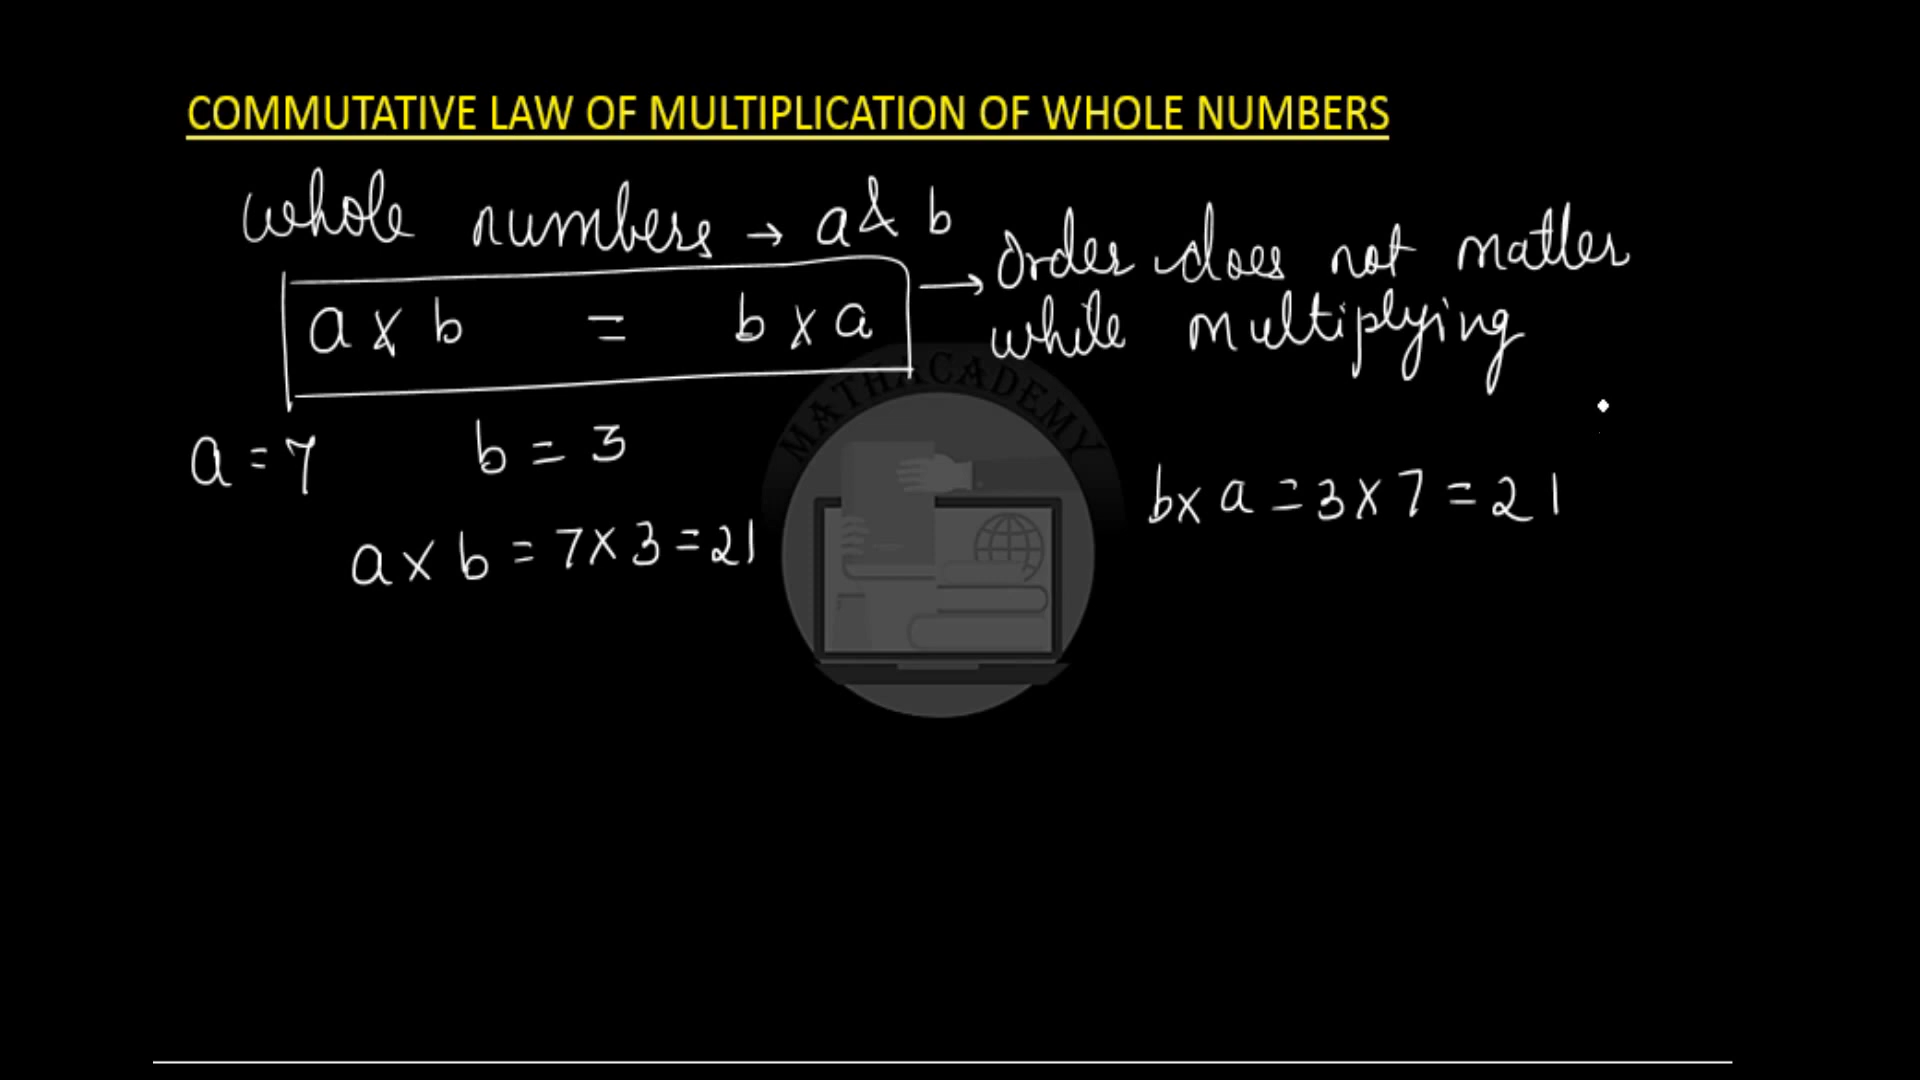 COMMUTATIVE LAW OF MULTIPLICATION OF WHOLE NUMBERS
whole numbers → a & b
a x b = b x a → Order does not matter
while multiplying
MATHACADEMY
a = 7 b = 3
b x a = 3 x 7 = 21
a x b = 7 x 3 = 21